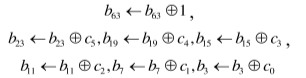 b₆₃ ← b₆₃ ⊕ 1 ,
b₂₃ ← b₂₃ ⊕ c₅, b₁₉ ← b₁₉ ⊕ c₄, b₁₅ ← b₁₅ ⊕ c₃ ,
b₁₁ ← b₁₁ ⊕ c₂, b₇ ← b₇ ⊕ c₁, b₃ ← b₃ ⊕ c₀